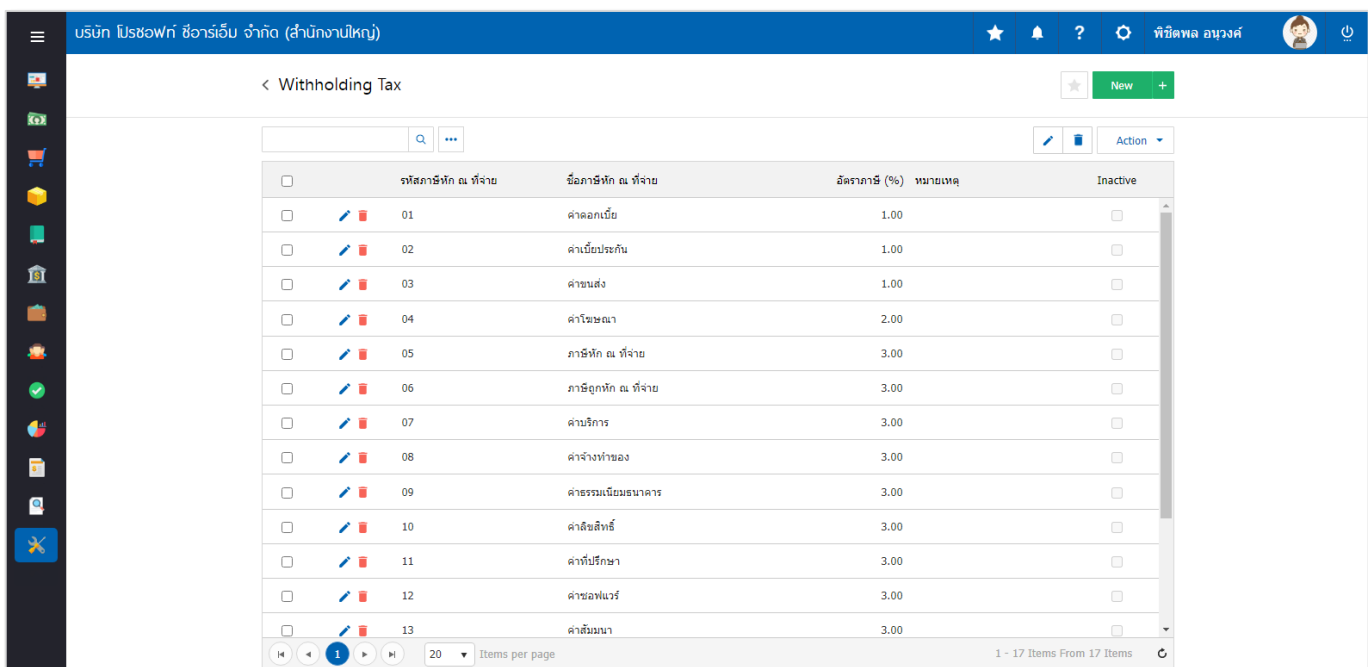 บริษัท โปรซอฟท์ ซีอาร์เอ็ม จำกัด (สำนักงานใหญ่) ? พิชิตพล อนุวงค์
< Withholding Tax New +
Action
รหัสภาษีหัก ณ ที่จ่าย ชื่อภาษีหัก ณ ที่จ่าย อัตราภาษี (%) หมายเหตุ Inactive
01 ค่าดอกเบี้ย 1.00
02 ค่าเบี้ยประกัน 1.00
03 ค่าขนส่ง 1.00
04 ค่าโฆษณา 2.00
05 ภาษีหัก ณ ที่จ่าย 3.00
06 ภาษีถูกหัก ณ ที่จ่าย 3.00
07 ค่าบริการ 3.00
08 ค่าจ้างทำของ 3.00
09 ค่าธรรมเนียมธนาคาร 3.00
10 ค่าลิขสิทธิ์ 3.00
11 ค่าที่ปรึกษา 3.00
12 ค่าซอฟแวร์ 3.00
13 ค่าสัมมนา 3.00
1 20 Items per page 1 - 17 Items From 17 Items